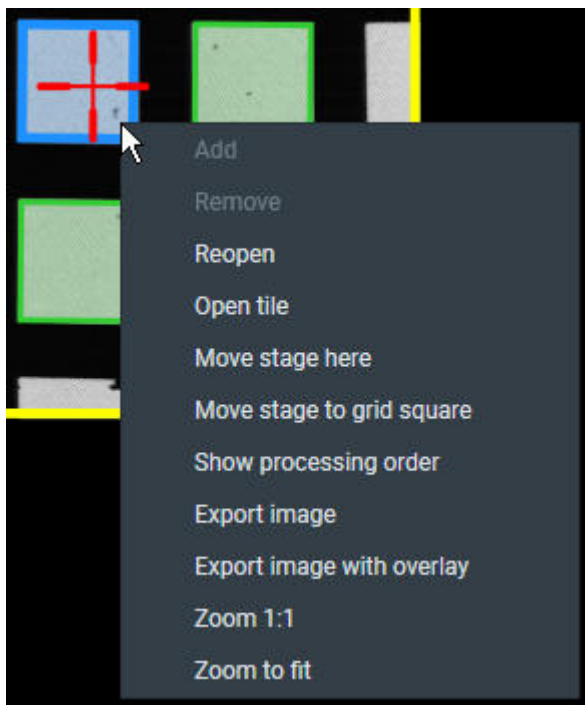 Add
Remove
Reopen
Open tile
Move stage here
Move stage to grid square
Show processing order
Export image
Export image with overlay
Zoom 1:1
Zoom to fit